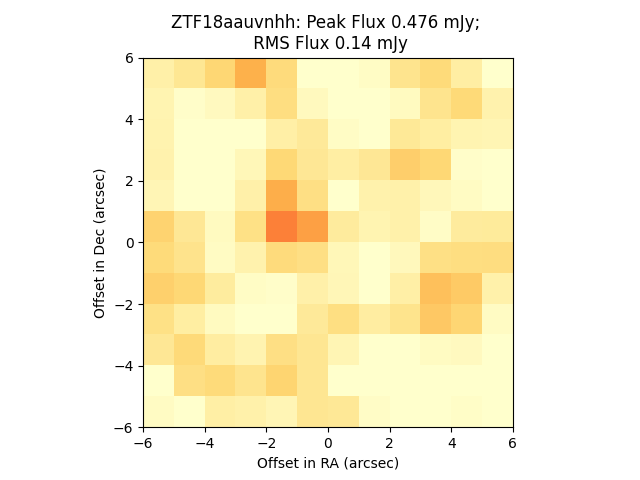 ZTF18aauvnhh: Peak Flux 0.476 mJy;
RMS Flux 0.14 mJy
6
4
2
0
−2
−4
−6
Offset in Dec (arcsec)
−6 −4 −2 0 2 4 6
Offset in RA (arcsec)